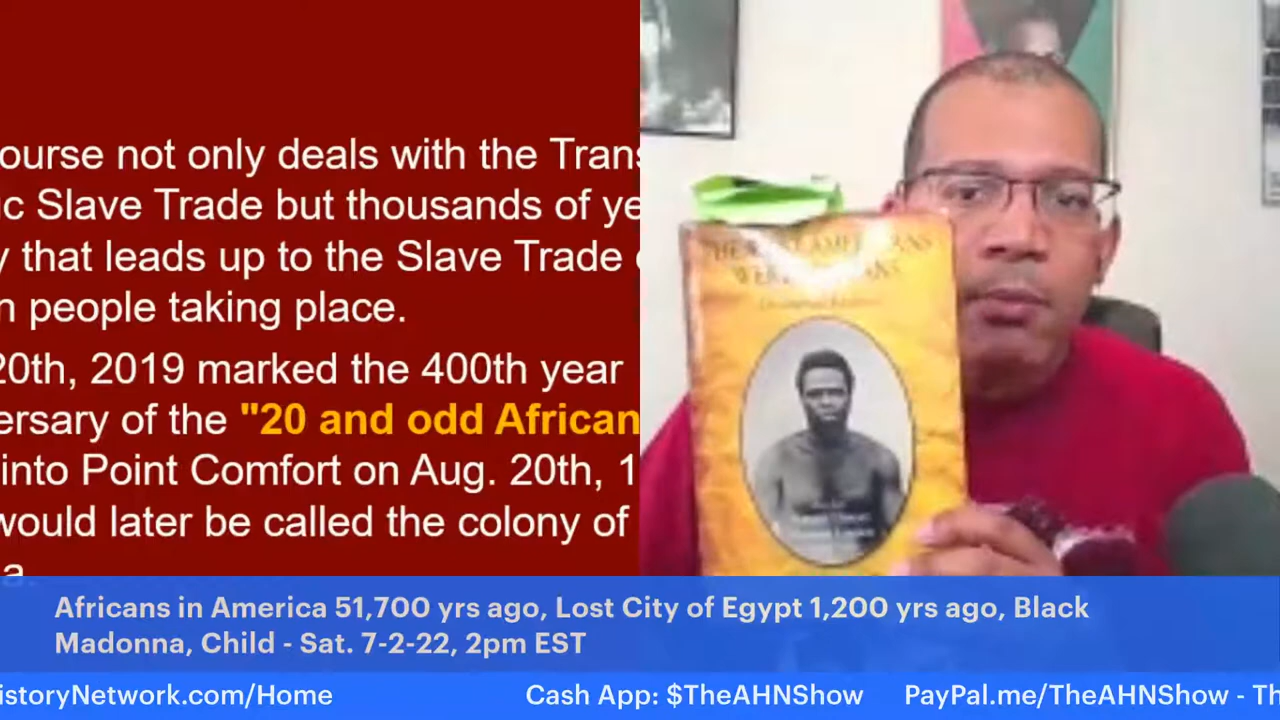 ourse not only deals with the Trans
ic Slave Trade but thousands of ye
y that leads up to the Slave Trade
n people taking place.
20th, 2019 marked the 400th year
ersary of the "20 and odd African
into Point Comfort on Aug. 20th, 1
would later be called the colony of
a.
AMERICANS
WERE
Africans in America 51,700 yrs ago, Lost City of Egypt 1,200 yrs ago, Black
Madonna, Child - Sat. 7-2-22, 2pm EST
istoryNetwork.com/Home
Cash App: $TheAHNShow
PayPal.me/TheAHNShow - Th